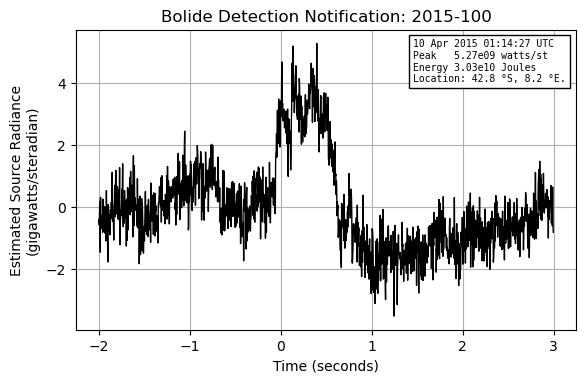 Bolide Detection Notification: 2015-100
10 Apr 2015 01:14:27 UTC
Peak   5.27e09 watts/st
Energy 3.03e10 Joules
Location: 42.8 °S, 8.2 °E.
Estimated Source Radiance
(gigawatts/steradian)
4
2
0
−2
−2
−1
0
1
2
3
Time (seconds)